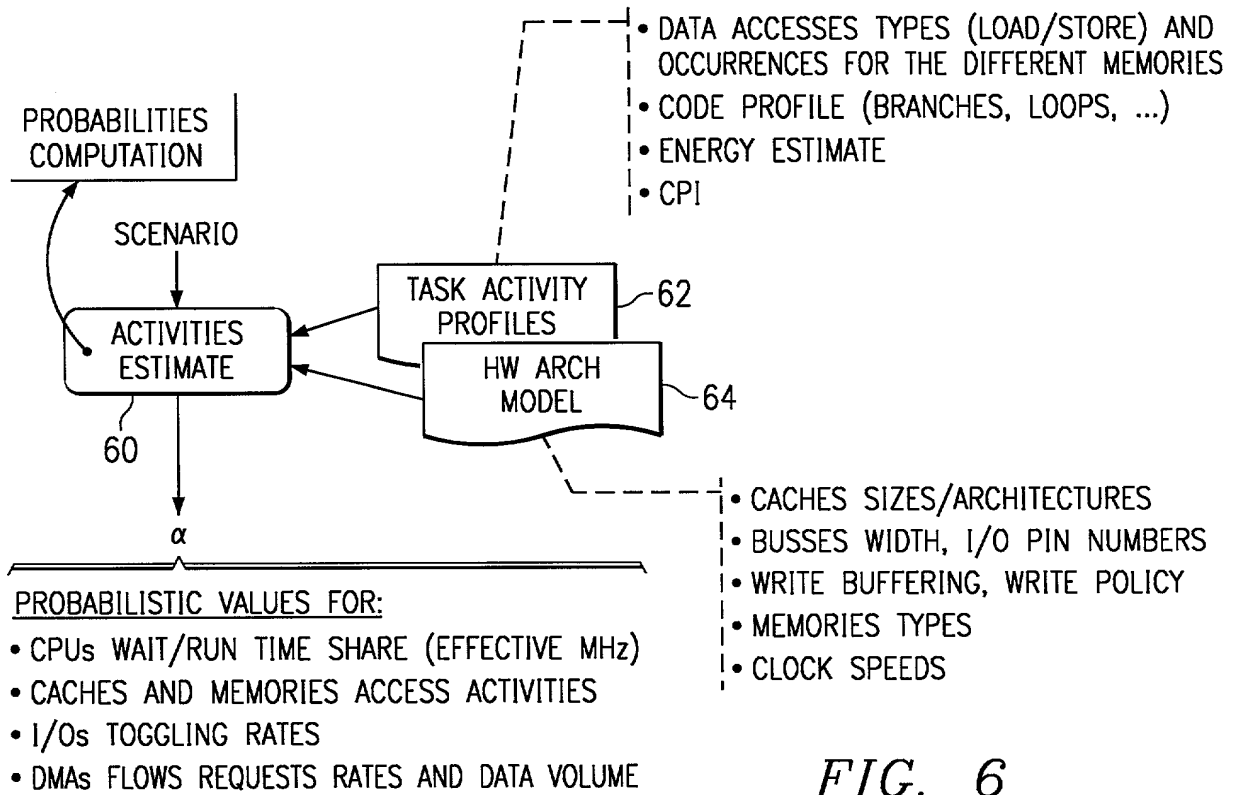 • DATA ACCESSES TYPES (LOAD/STORE) AND
OCCURRENCES FOR THE DIFFERENT MEMORIES
• CODE PROFILE (BRANCHES, LOOPS, ...)
• ENERGY ESTIMATE
• CPI
PROBABILITIES
COMPUTATION
SCENARIO
TASK ACTIVITY
PROFILES
62
ACTIVITIES
ESTIMATE
60
HW ARCH
MODEL
64
α
• CACHES SIZES/ARCHITECTURES
• BUSSES WIDTH, I/O PIN NUMBERS
• WRITE BUFFERING, WRITE POLICY
• MEMORIES TYPES
• CLOCK SPEEDS
PROBABILISTIC VALUES FOR:
• CPUs WAIT/RUN TIME SHARE (EFFECTIVE MHz)
• CACHES AND MEMORIES ACCESS ACTIVITIES
• I/Os TOGGLING RATES
• DMAs FLOWS REQUESTS RATES AND DATA VOLUME
FIG. 6